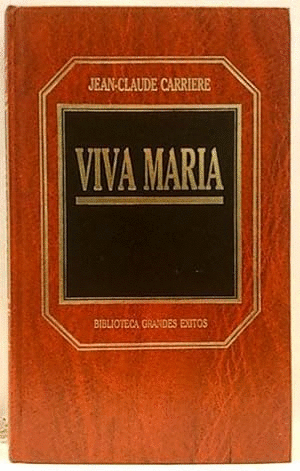 JEAN-CLAUDE CARRIERE
VIVA MARIA
BIBLIOTECA GRANDES EXITOS